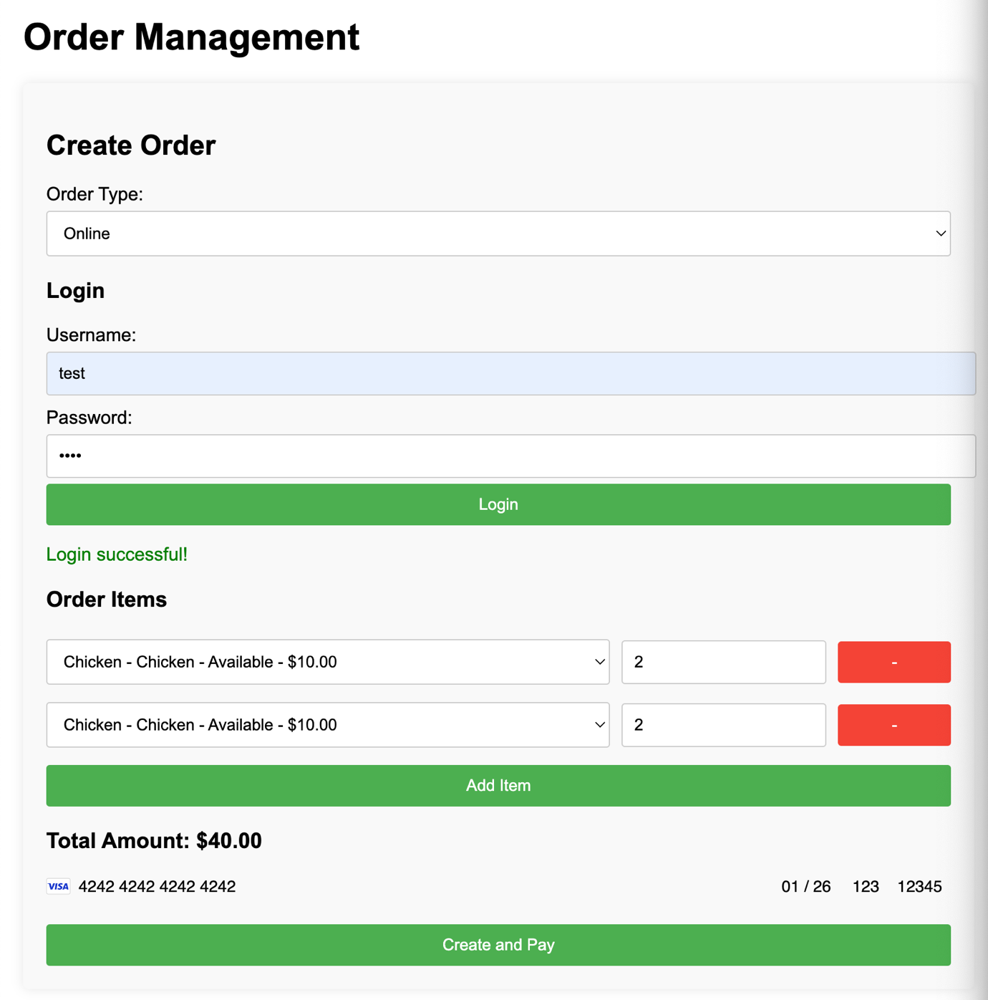 Order Management
Create Order
Order Type:
Online
Login
Username:
test
Password:
••••
Login
Login successful!
Order Items
Chicken - Chicken - Available - $10.00 2 -
Chicken - Chicken - Available - $10.00 2 -
Add Item
Total Amount: $40.00
VISA 4242 4242 4242 4242 01 / 26 123 12345
Create and Pay